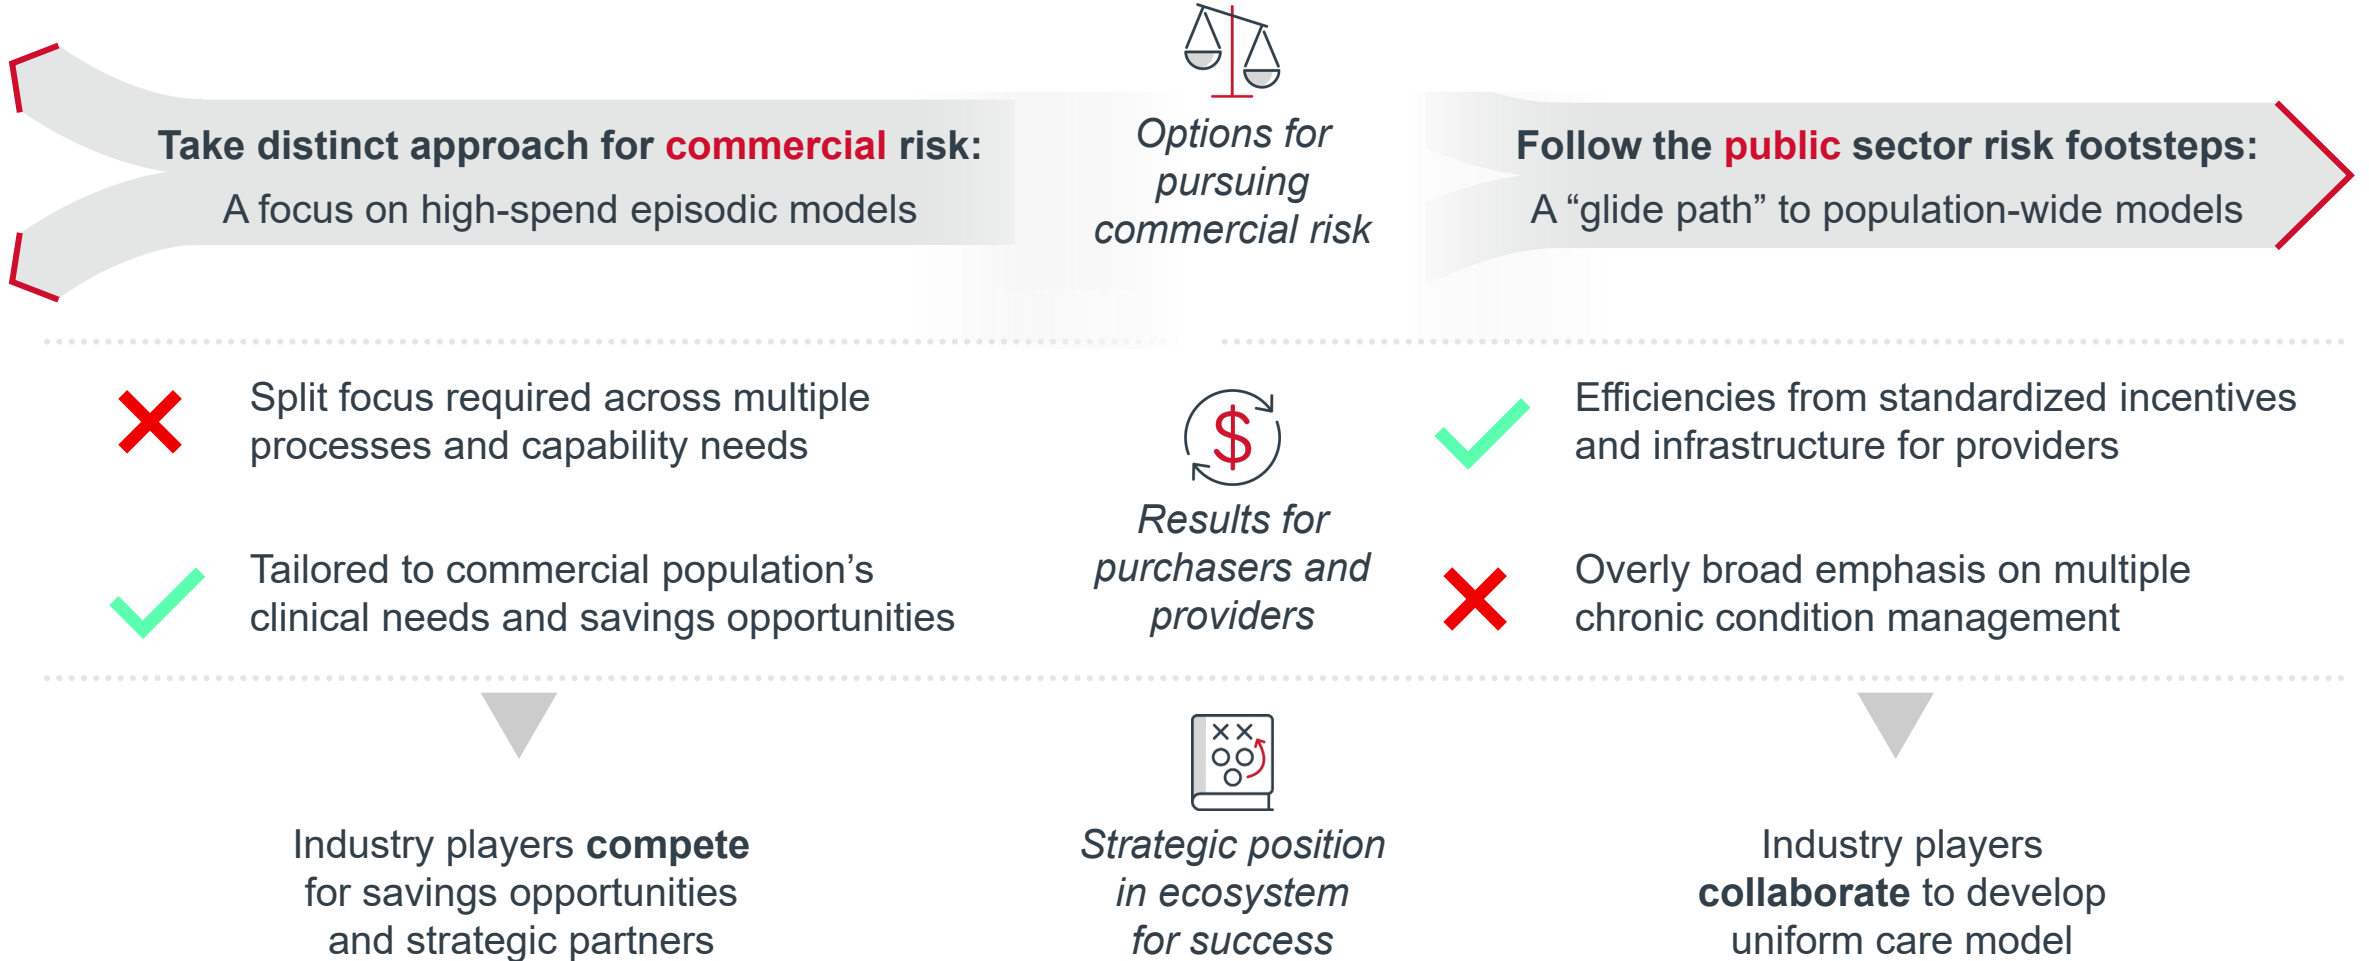 Take distinct approach for commercial risk:
A focus on high-spend episodic models
Options for
pursuing
commercial risk
Follow the public sector risk footsteps:
A “glide path” to population-wide models
Split focus required across multiple
processes and capability needs
Tailored to commercial population’s
clinical needs and savings opportunities
Results for
purchasers and
providers
Efficiencies from standardized incentives
and infrastructure for providers
Overly broad emphasis on multiple
chronic condition management
Industry players compete
for savings opportunities
and strategic partners
Strategic position
in ecosystem
for success
Industry players
collaborate to develop
uniform care model